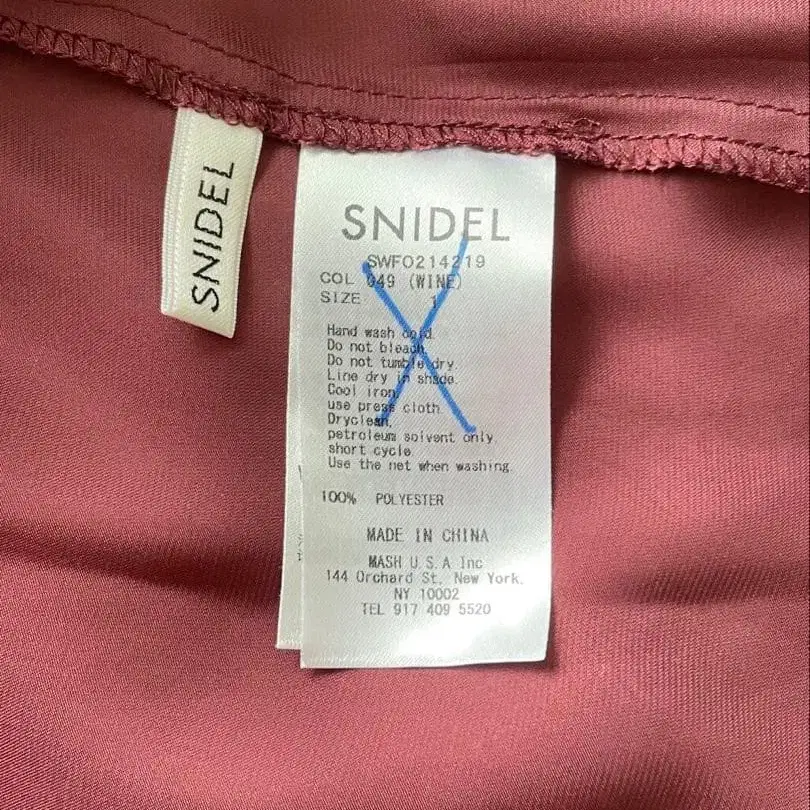 SNIDEL
SNIDEL
SWFO214219
COL 049 (WINE)
SIZE 1
Hand wash cold.
Do not bleach.
Do not tumble dry.
Line dry in shade.
Cool iron,
use press cloth.
Dryclean,
petroleum solvent only,
short cycle.
Use the net when washing.
100% POLYESTER
MADE IN CHINA
MASH U.S.A Inc
144 Orchard St, New York,
NY 10002
TEL 917 409 5520